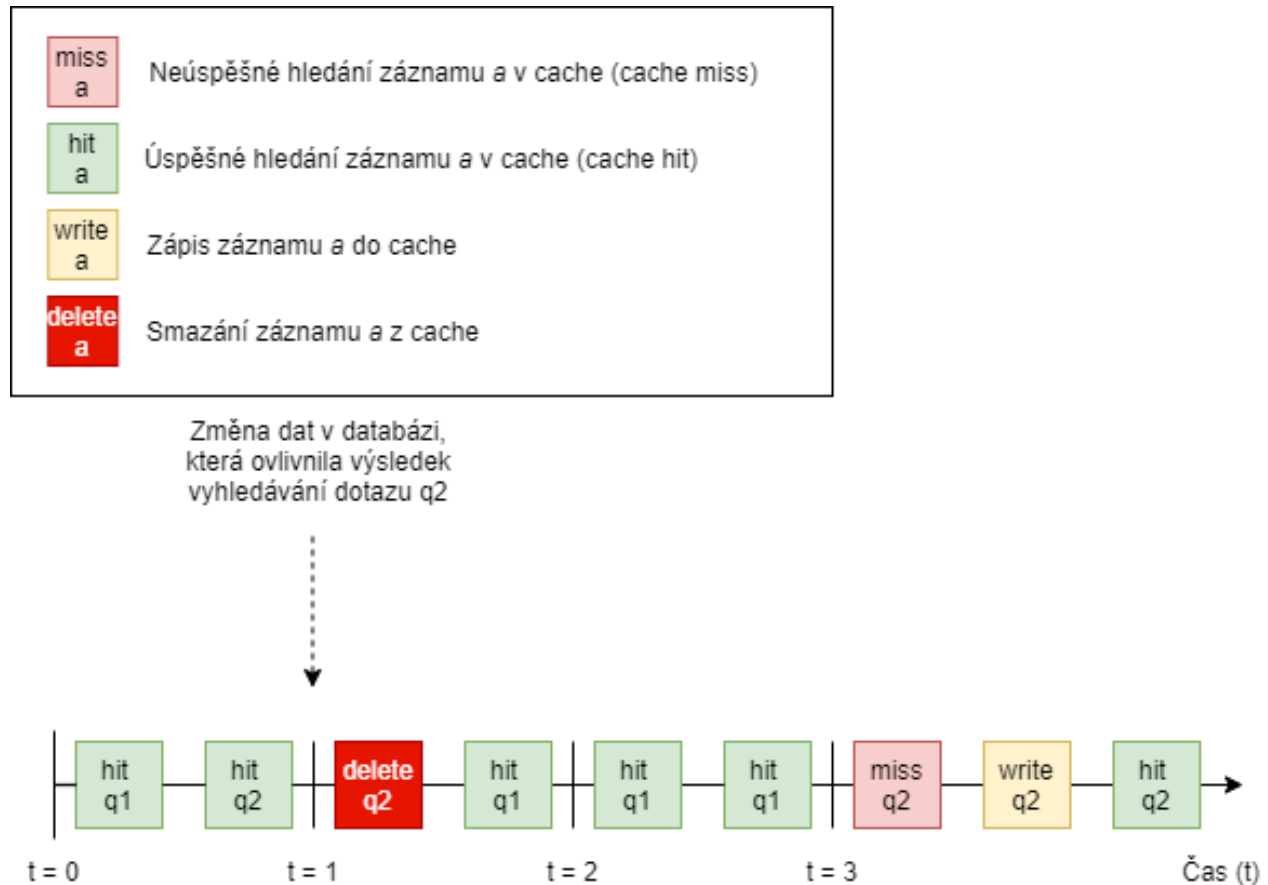 miss
a
Neúspěšné hledání záznamu a v cache (cache miss)
hit
a
Úspěšné hledání záznamu a v cache (cache hit)
write
a
Zápis záznamu a do cache
delete
a
Smazání záznamu a z cache
Změna dat v databázi,
která ovlivnila výsledek
vyhledávání dotazu q2
hit
q1
hit
q2
delete
q2
hit
q1
hit
q1
hit
q1
miss
q2
write
q2
hit
q2
t = 0
t = 1
t = 2
t = 3
Čas (t)